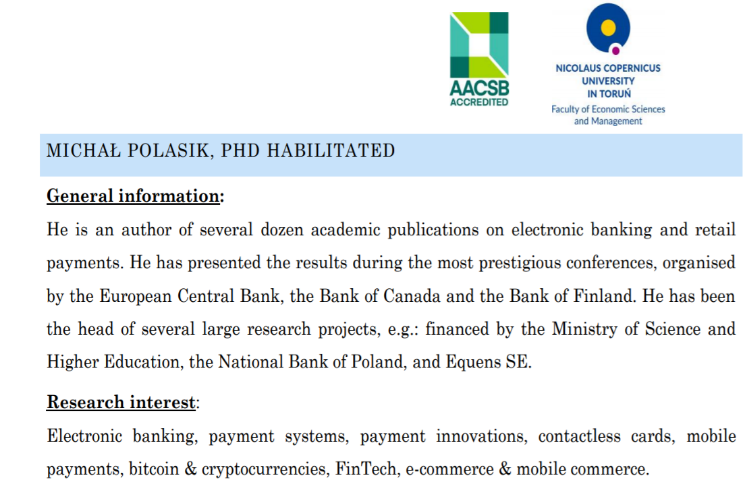 AACSB
ACCREDITED
NICOLAUS COPERNICUS
UNIVERSITY
IN TORUŃ
Faculty of Economic Sciences
and Management
MICHAŁ POLASIK, PHD HABILITATED
General information:
He is an author of several dozen academic publications on electronic banking and retail
payments. He has presented the results during the most prestigious conferences, organised
by the European Central Bank, the Bank of Canada and the Bank of Finland. He has been
the head of several large research projects, e.g.: financed by the Ministry of Science and
Higher Education, the National Bank of Poland, and Equens SE.
Research interest:
Electronic banking, payment systems, payment innovations, contactless cards, mobile
payments, bitcoin & cryptocurrencies, FinTech, e-commerce & mobile commerce.